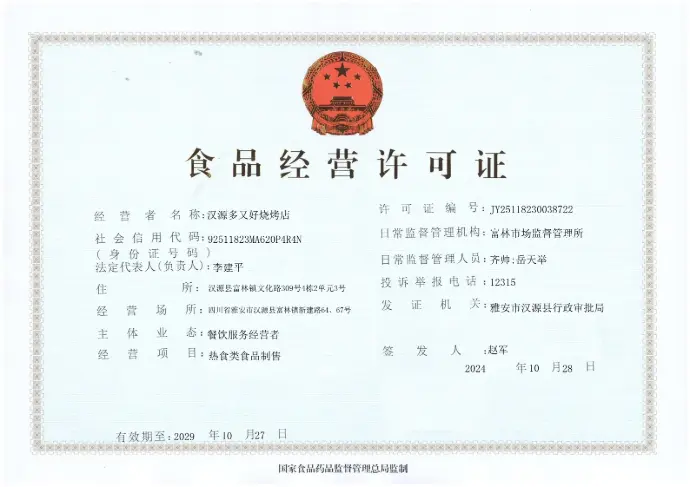 食品经营许可证
经营者名称:汉源多又好烧烤店
社会信用代码:92511823MA620P4R4N
(身份证号码)
法定代表人(负责人):李建平
住所:汉源县富林镇文化路309号4栋2单元3号
经营场所:四川省雅安市汉源县富林镇新建路64、67号
主体业态:餐饮服务经营者
经营项目:热食类食品制售
许可证编号:JY25118230038722
日常监督管理机构:富林市场监督管理所
日常监督管理人员:齐帅;岳天举
投诉举报电话:12315
发证机关:雅安市汉源县行政审批局
签发人:赵军
2024 年 10 月 28 日
有效期至:2029 年 10 月 27 日
国家食品药品监督管理总局监制